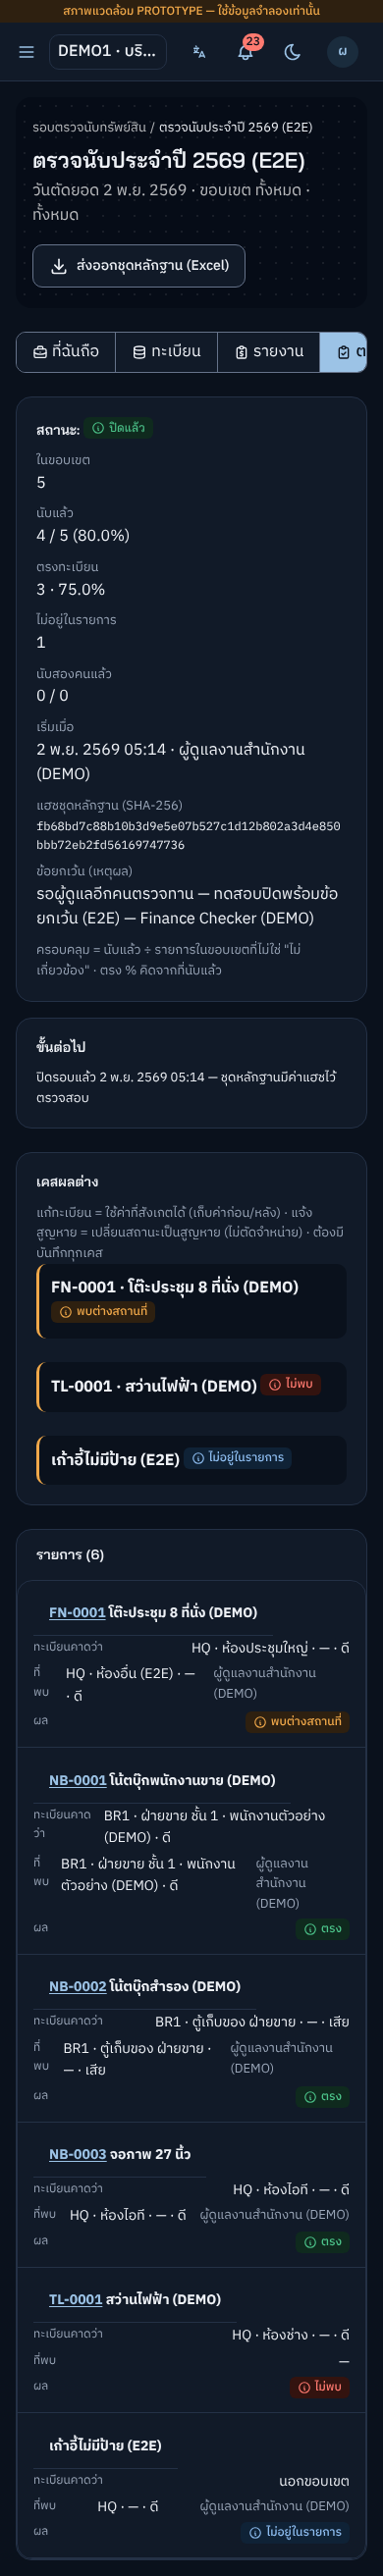 สภาพแวดล้อม PROTOTYPE — ใช้ข้อมูลจำลองเท่านั้น
DEMO1 · บริ...
23
ผ
รอบตรวจนับทรัพย์สิน / ตรวจนับประจำปี 2569 (E2E)
ตรวจนับประจำปี 2569 (E2E)
วันตัดยอด 2 พ.ย. 2569 · ขอบเขต ทั้งหมด ·
ทั้งหมด
ส่งออกชุดหลักฐาน (Excel)
ที่ฉันถือ
ทะเบียน
รายงาน
ต
สถานะ: ปิดแล้ว
ในขอบเขต
5
นับแล้ว
4 / 5 (80.0%)
ตรงทะเบียน
3 · 75.0%
ไม่อยู่ในรายการ
1
นับสองคนแล้ว
0 / 0
เริ่มเมื่อ
2 พ.ย. 2569 05:14 · ผู้ดูแลงานสำนักงาน
(DEMO)
แฮชชุดหลักฐาน (SHA-256)
fb68bd7c88b10b3d9e5e07b527c1d12b802a3d4e850
bbb72eb2fd56169747736
ข้อยกเว้น (เหตุผล)
รอผู้ดูแลอีกคนตรวจทาน — ทดสอบปิดพร้อมข้อ
ยกเว้น (E2E) — Finance Checker (DEMO)
ครอบคลุม = นับแล้ว ÷ รายการในขอบเขตที่ไม่ใช่ "ไม่
เกี่ยวข้อง" · ตรง % คิดจากที่นับแล้ว
ขั้นต่อไป
ปิดรอบแล้ว 2 พ.ย. 2569 05:14 — ชุดหลักฐานมีค่าแฮชไว้
ตรวจสอบ
เคสผลต่าง
แก้ทะเบียน = ใช้ค่าที่สังเกตได้ (เก็บค่าก่อน/หลัง) · แจ้ง
สูญหาย = เปลี่ยนสถานะเป็นสูญหาย (ไม่ตัดจำหน่าย) · ต้องมี
บันทึกทุกเคส
FN-0001 · โต๊ะประชุม 8 ที่นั่ง (DEMO)
พบต่างสถานที่
TL-0001 · สว่านไฟฟ้า (DEMO) ไม่พบ
เก้าอี้ไม่มีป้าย (E2E) ไม่อยู่ในรายการ
รายการ (6)
FN-0001 โต๊ะประชุม 8 ที่นั่ง (DEMO)
ทะเบียนคาดว่า HQ · ห้องประชุมใหญ่ · — · ดี
ที่ HQ · ห้องอื่น (E2E) · — ผู้ดูแลงานสำนักงาน
พบ · ดี (DEMO)
ผล พบต่างสถานที่
NB-0001 โน้ตบุ๊กพนักงานขาย (DEMO)
ทะเบียนคาด BR1 · ฝ่ายขาย ชั้น 1 · พนักงานตัวอย่าง
ว่า (DEMO) · ดี
ที่ BR1 · ฝ่ายขาย ชั้น 1 · พนักงาน ผู้ดูแลงาน
พบ ตัวอย่าง (DEMO) · ดี สำนักงาน
(DEMO)
ผล ตรง
NB-0002 โน้ตบุ๊กสำรอง (DEMO)
ทะเบียนคาดว่า BR1 · ตู้เก็บของ ฝ่ายขาย · — · เสีย
ที่ BR1 · ตู้เก็บของ ฝ่ายขาย · ผู้ดูแลงานสำนักงาน
พบ — · เสีย (DEMO)
ผล ตรง
NB-0003 จอภาพ 27 นิ้ว
ทะเบียนคาดว่า HQ · ห้องไอที · — · ดี
ที่พบ HQ · ห้องไอที · — · ดี ผู้ดูแลงานสำนักงาน (DEMO)
ผล ตรง
TL-0001 สว่านไฟฟ้า (DEMO)
ทะเบียนคาดว่า HQ · ห้องช่าง · — · ดี
ที่พบ —
ผล ไม่พบ
เก้าอี้ไม่มีป้าย (E2E)
ทะเบียนคาดว่า นอกขอบเขต
ที่พบ HQ · — · ดี ผู้ดูแลงานสำนักงาน (DEMO)
ผล ไม่อยู่ในรายการ